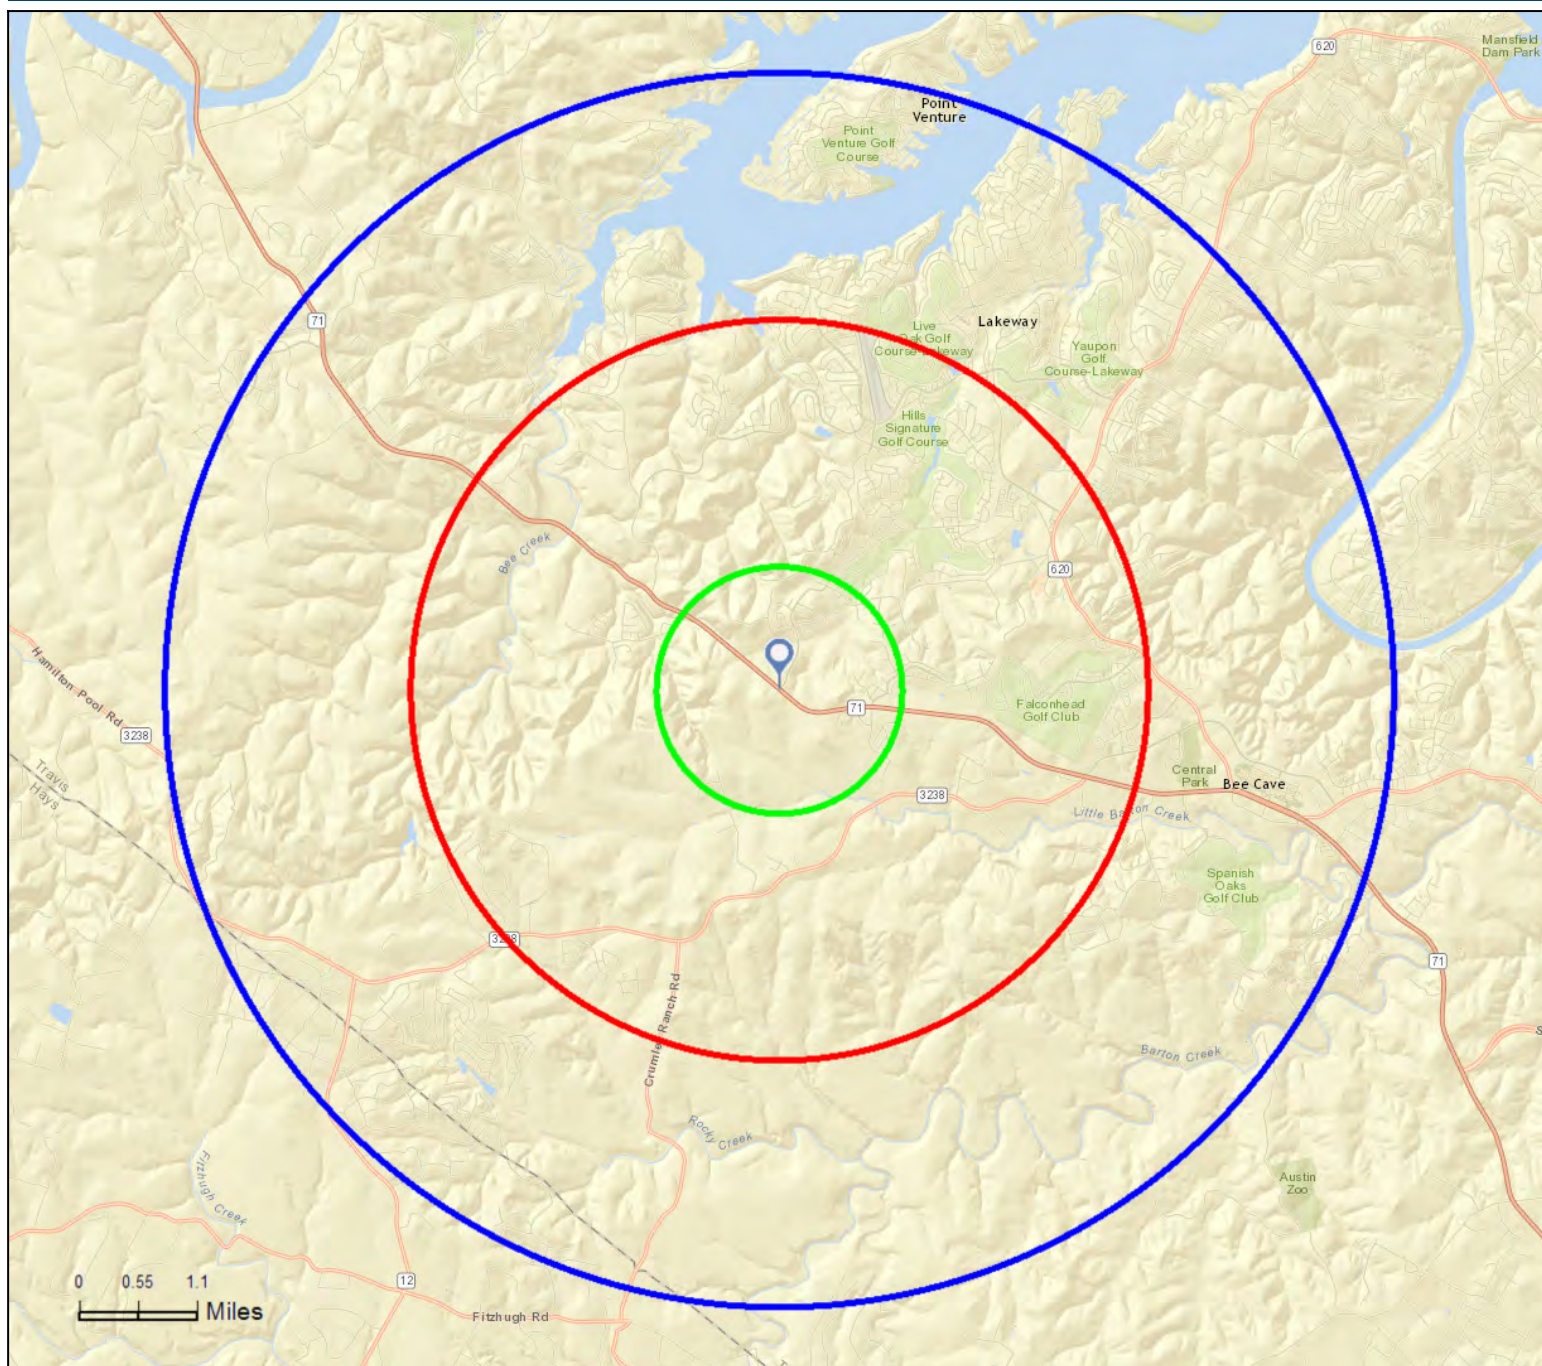 620
Mansfield
Dam Park
Point
Venture
Point
Venture Golf
Course
71
Live
Oak Golf
Course-Lakeway
Lakeway
Yaupon
Golf
Course-Lakeway
Hills
Signature
Golf Course
Bee Creek
620
Hamilton Pool Rd
3238
71
Falconhead
Golf Club
Travis
Hays
Central
Park
Bee Cave
3238
Little Barton Creek
Spanish
Oaks
Golf Club
3238
71
Crumley Ranch Rd
Barton Creek
Rocky Creek
Fitzhugh Creek
Austin
Zoo
0 0.55 1.1
Miles
12
Fitzhugh Rd